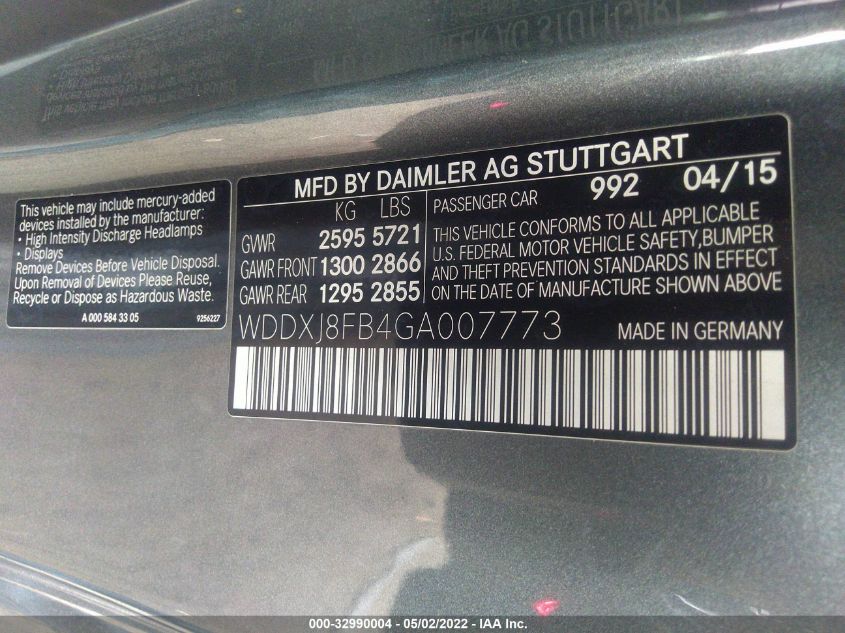 This vehicle may include mercury-added
devices installed by the manufacturer:
• High Intensity Discharge Headlamps
• Displays
Remove Devices Before Vehicle Disposal.
Upon Removal of Devices Please Reuse,
Recycle or Dispose as Hazardous Waste.
A 000 584 33 05 9256227
MFD BY DAIMLER AG STUTTGART
KG LBS
GVWR 2595 5721
GAWR FRONT 1300 2866
GAWR REAR 1295 2855
PASSENGER CAR 992 04/15
THIS VEHICLE CONFORMS TO ALL APPLICABLE
U.S. FEDERAL MOTOR VEHICLE SAFETY,BUMPER
AND THEFT PREVENTION STANDARDS IN EFFECT
ON THE DATE OF MANUFACTURE SHOWN ABOVE
WDDXJ8FB4GA007773 MADE IN GERMANY
000-32990004 - 05/02/2022 - IAA Inc.